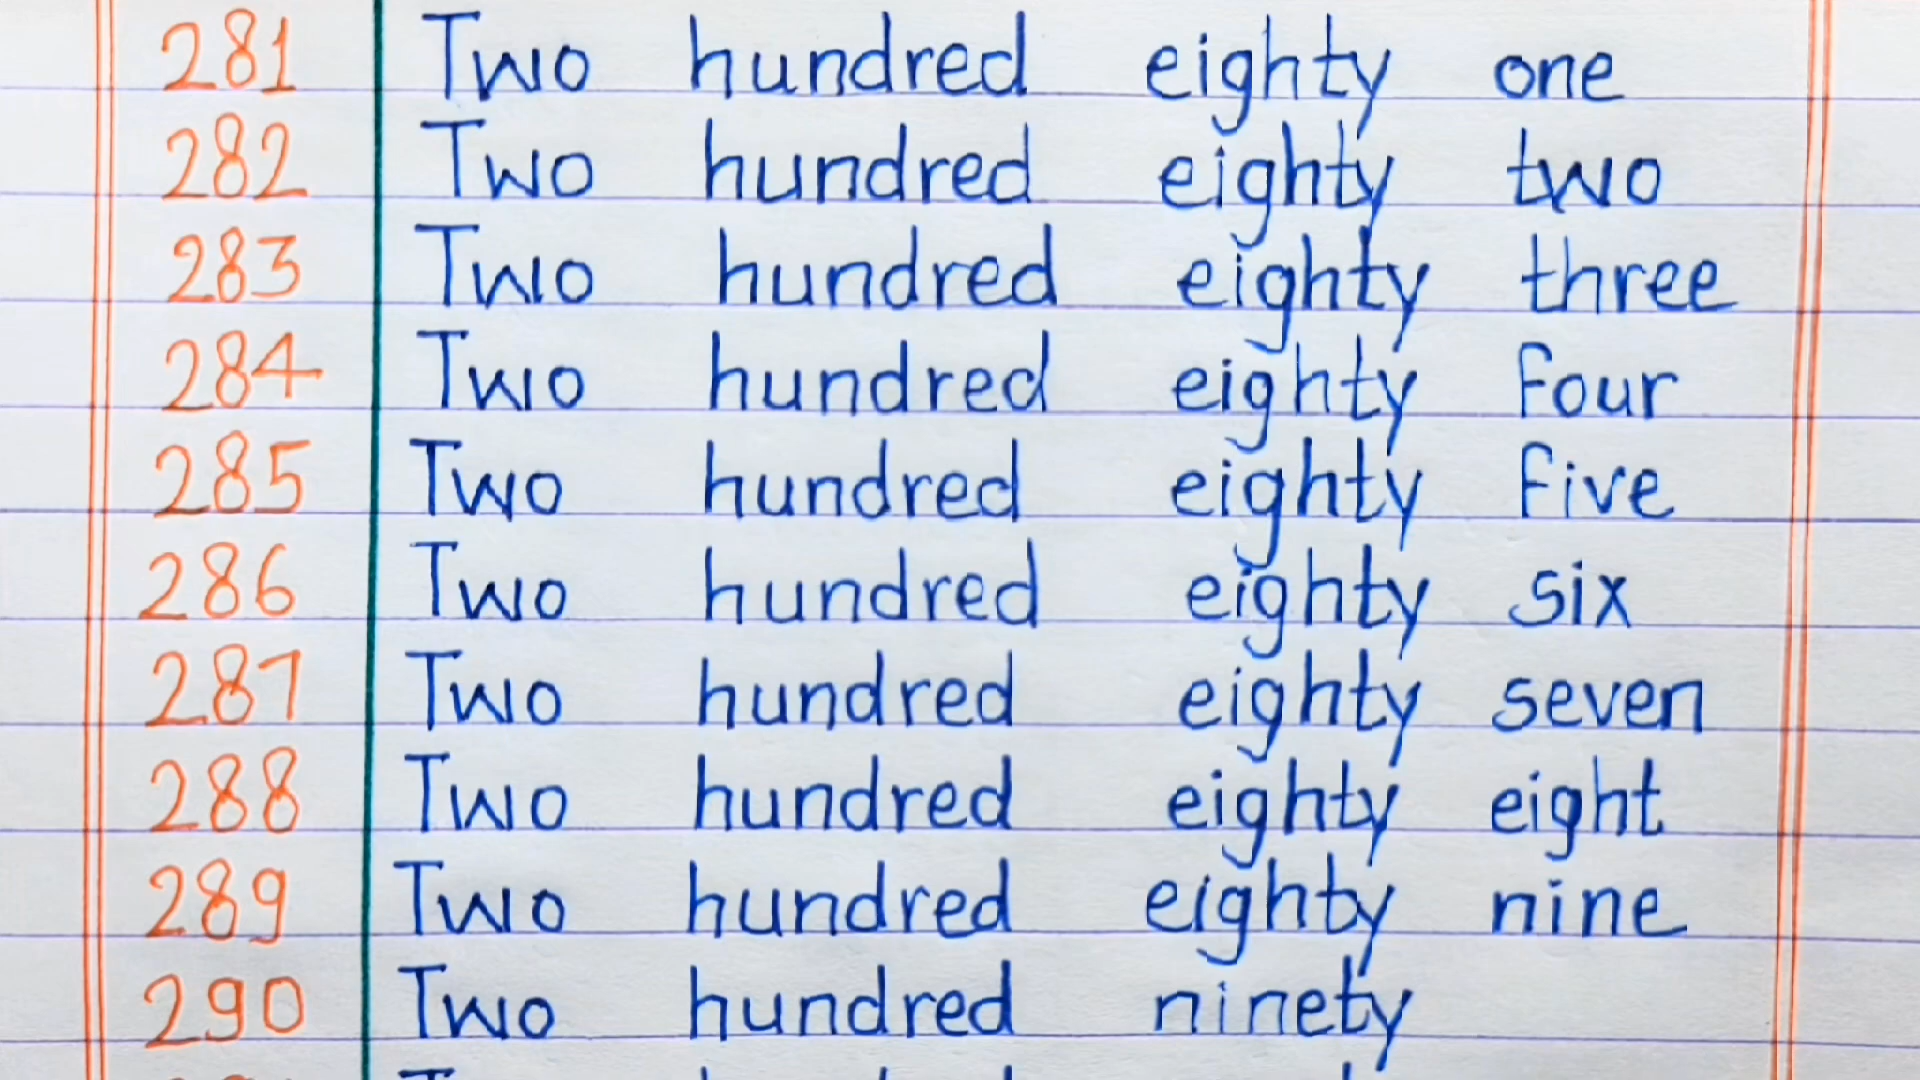 281 Two hundred eighty one
282 Two hundred eighty two
283 Two hundred eighty three
284 Two hundred eighty four
285 Two hundred eighty five
286 Two hundred eighty six
287 Two hundred eighty seven
288 Two hundred eighty eight
289 Two hundred eighty nine
290 Two hundred ninety